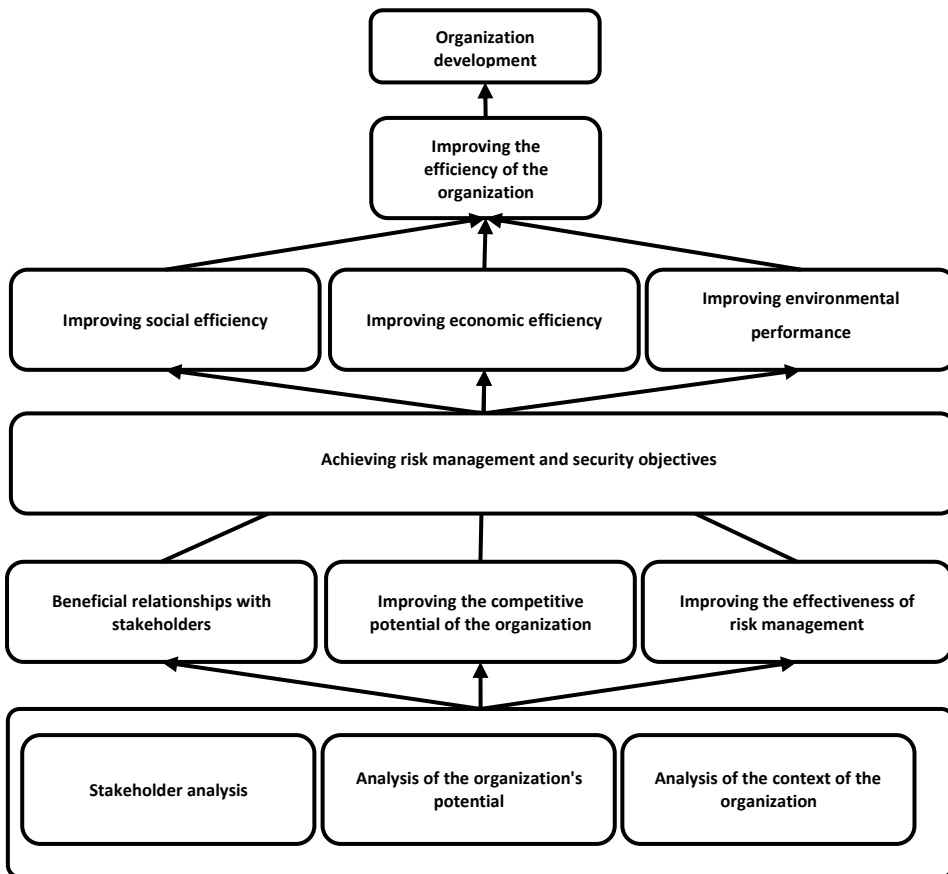 Organization
development
Improving the
efficiency of the
organization
Improving social efficiency
Improving economic efficiency
Improving environmental
performance
Achieving risk management and security objectives
Beneficial relationships with
stakeholders
Improving the competitive
potential of the organization
Improving the effectiveness of
risk management
Stakeholder analysis
Analysis of the organization's
potential
Analysis of the context of the
organization